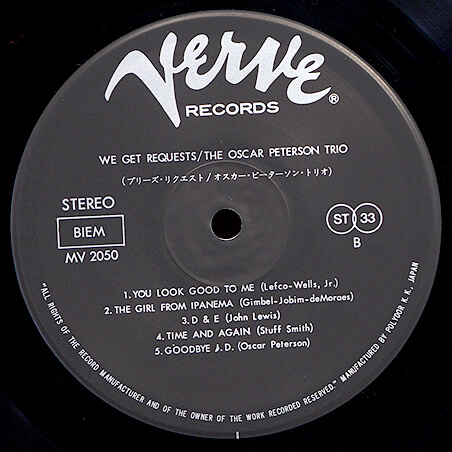 Verve®
RECORDS
WE GET REQUESTS/THE OSCAR PETERSON TRIO
(プリーズ・リクエスト/オスカー・ピーターソン・トリオ)
STEREO
BIEM
MV 2050
ST 33
B
1. YOU LOOK GOOD TO ME (Lefco-Wells, Jr.)
2. THE GIRL FROM IPANEMA (Gimbel-Jobim-deMoraes)
3. D & E (John Lewis)
4. TIME AND AGAIN (Stuff Smith)
5. GOODBYE J. D. (Oscar Peterson)
"ALL RIGHTS OF THE RECORD MANUFACTURER AND OF THE OWNER OF THE WORK RECORDED RESERVED." MANUFACTURED BY POLYDOR K. K. JAPAN